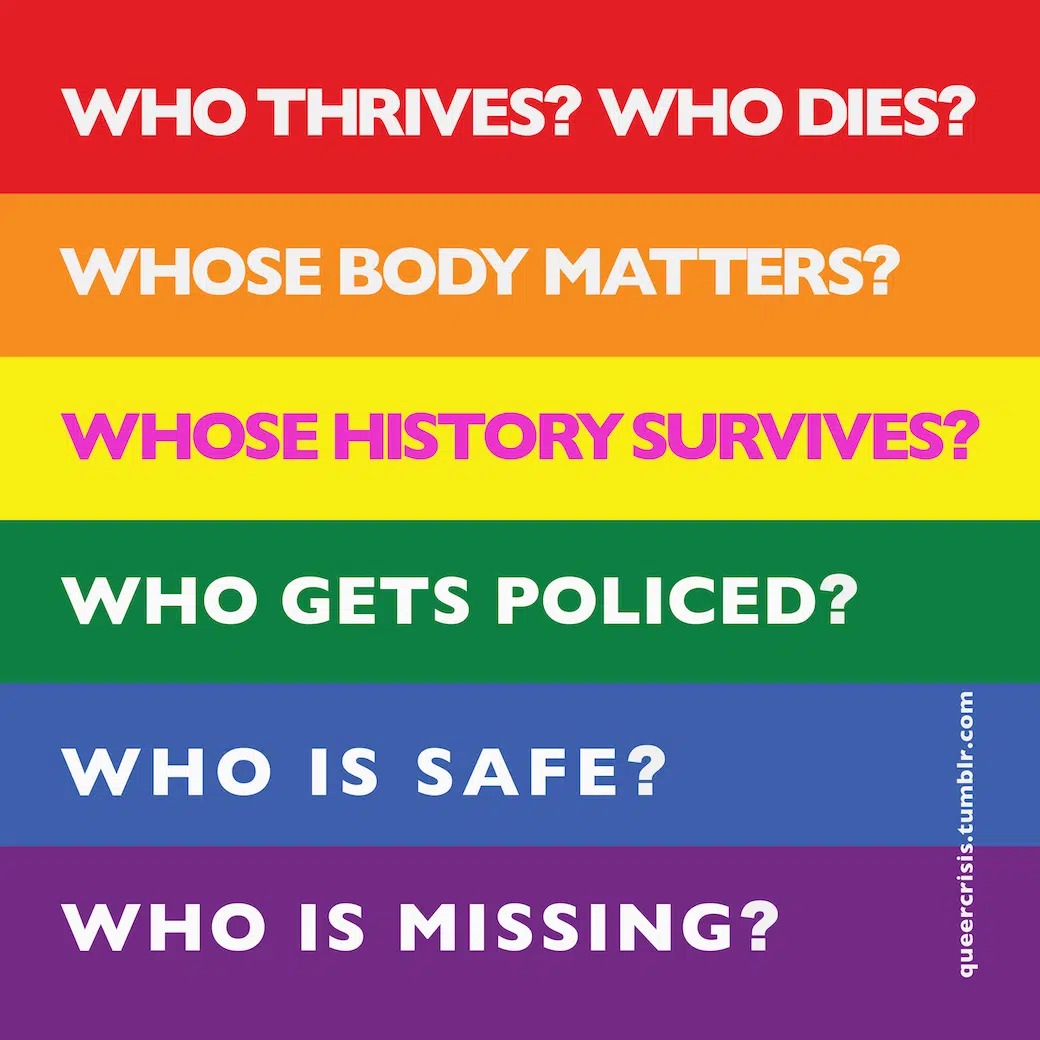 WHO THRIVES? WHO DIES?
WHOSE BODY MATTERS?
WHOSE HISTORY SURVIVES?
WHO GETS POLICED?
WHO IS SAFE?
WHO IS MISSING?
queercrisis.tumblr.com